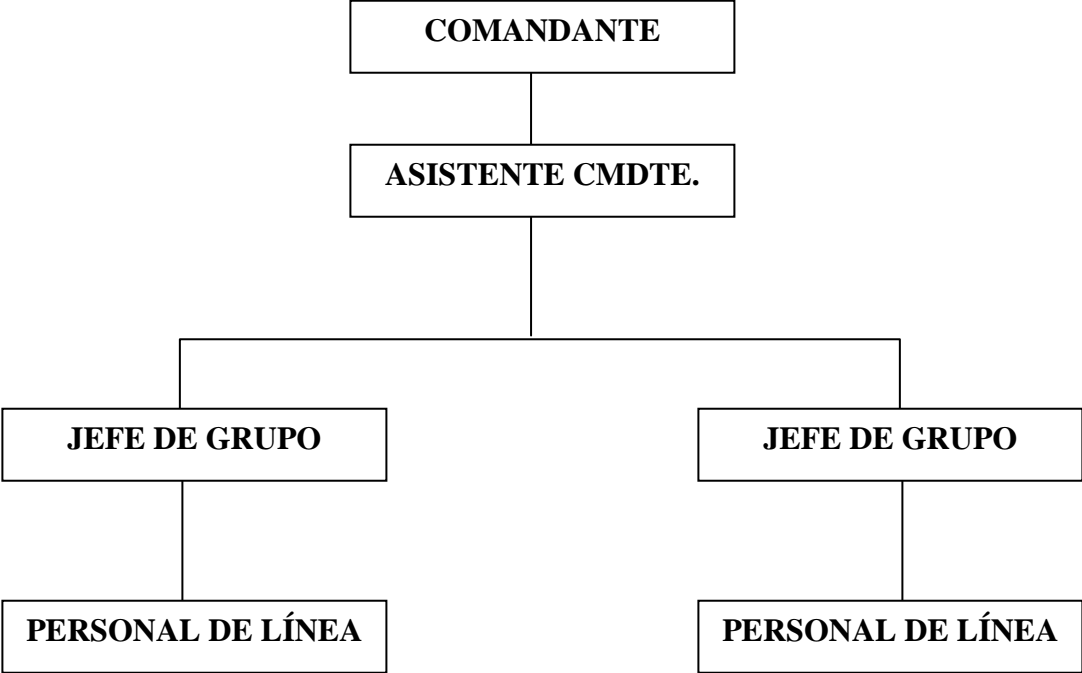 COMANDANTE
ASISTENTE CMDTE.
JEFE DE GRUPO
JEFE DE GRUPO
PERSONAL DE LÍNEA
PERSONAL DE LÍNEA